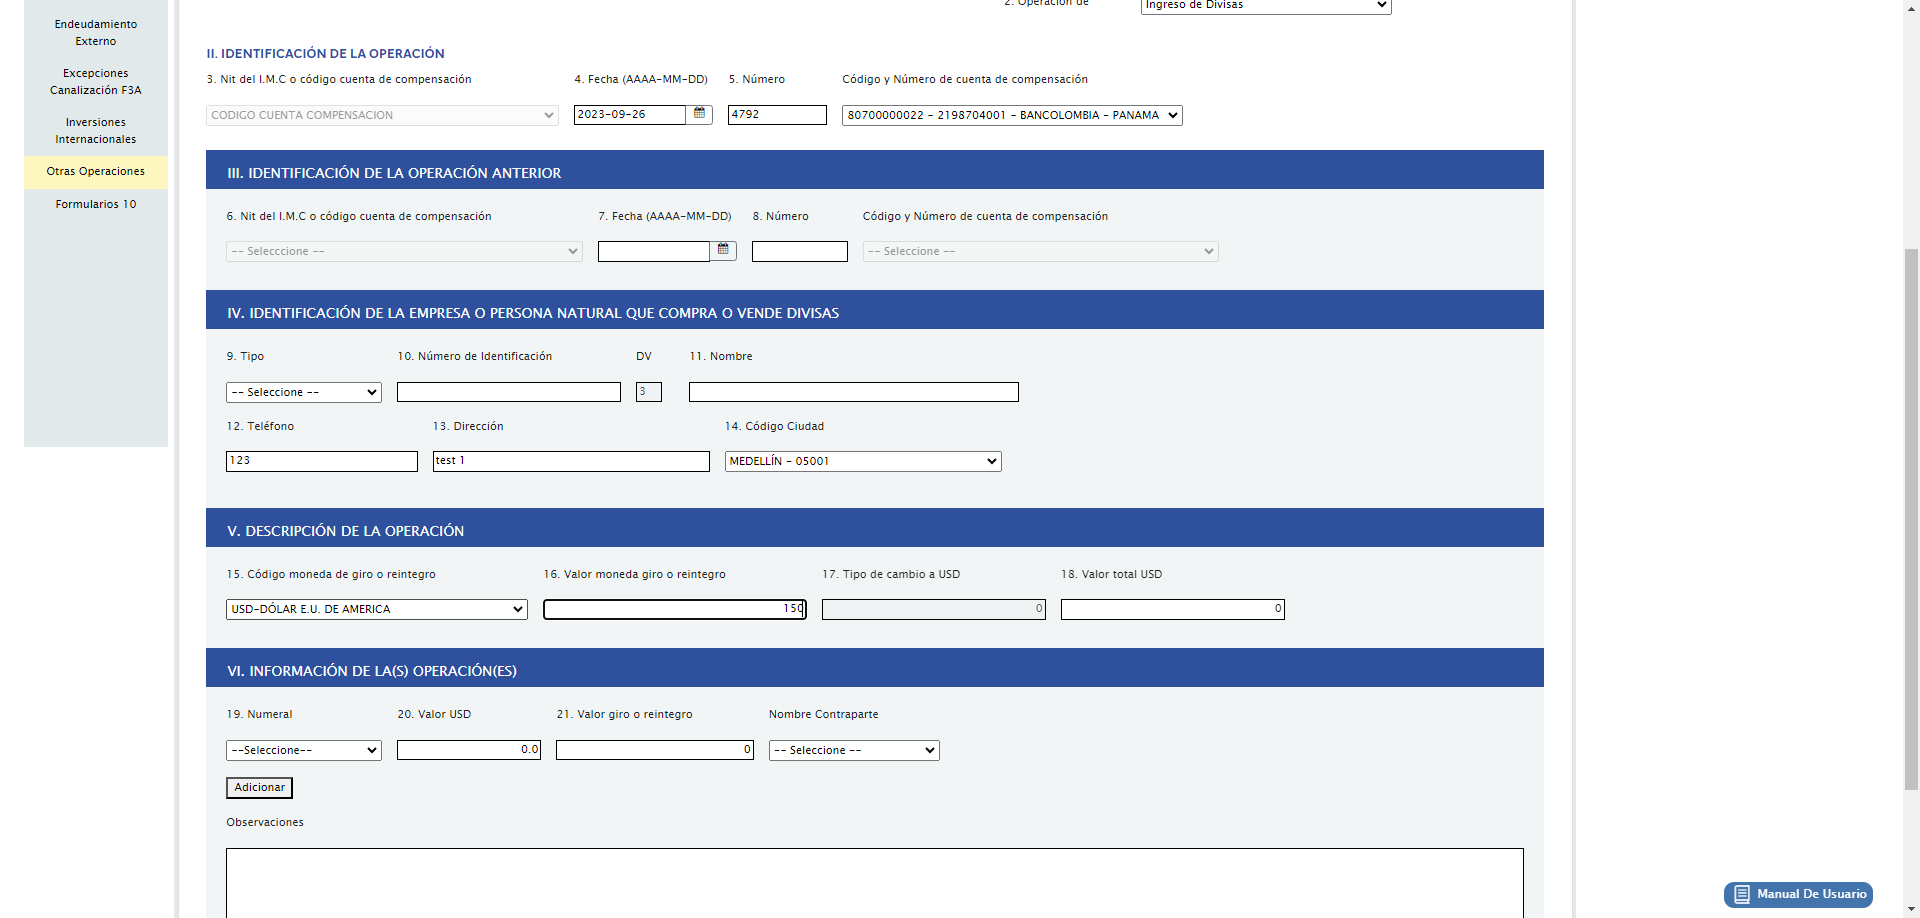 2. Operación de
Ingreso de Divisas
Endeudamiento
Externo
Excepciones
Canalización F3A
Inversiones
Internacionales
Otras Operaciones
Formularios 10
II. IDENTIFICACIÓN DE LA OPERACIÓN
3. Nit del I.M.C o código cuenta de compensación
4. Fecha (AAAA-MM-DD)
5. Número
Código y Número de cuenta de compensación
CODIGO CUENTA COMPENSACION
2023-09-26
4792
80700000022 - 2198704001 - BANCOLOMBIA - PANAMA
III. IDENTIFICACIÓN DE LA OPERACIÓN ANTERIOR
6. Nit del I.M.C o código cuenta de compensación
7. Fecha (AAAA-MM-DD)
8. Número
Código y Número de cuenta de compensación
-- Selecccione --
-- Seleccione --
IV. IDENTIFICACIÓN DE LA EMPRESA O PERSONA NATURAL QUE COMPRA O VENDE DIVISAS
9. Tipo
10. Número de Identificación
DV
11. Nombre
-- Seleccione --
3
12. Teléfono
13. Dirección
14. Código Ciudad
123
test 1
MEDELLÍN - 05001
V. DESCRIPCIÓN DE LA OPERACIÓN
15. Código moneda de giro o reintegro
16. Valor moneda giro o reintegro
17. Tipo de cambio a USD
18. Valor total USD
USD-DÓLAR E.U. DE AMERICA
150
0
0
VI. INFORMACIÓN DE LA(S) OPERACIÓN(ES)
19. Numeral
20. Valor USD
21. Valor giro o reintegro
Nombre Contraparte
--Seleccione--
0.0
0
-- Seleccione --
Adicionar
Observaciones
Manual De Usuario